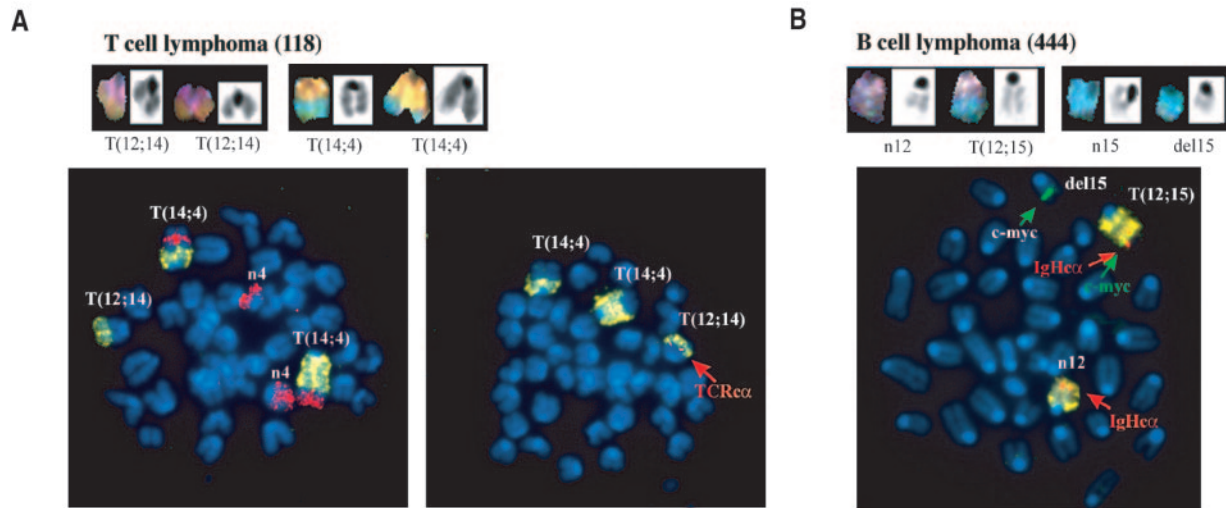 A
T cell lymphoma (118)
T(12;14)
T(12;14)
T(14;4)
T(14;4)
T(14;4)
n4
T(12;14)
T(14;4)
n4
T(14;4)
T(14;4)
T(12;14)
TCRcα
B
B cell lymphoma (444)
n12
T(12;15)
n15
del15
del15
T(12;15)
c-myc
IgHcα
c-myc
n12
IgHcα